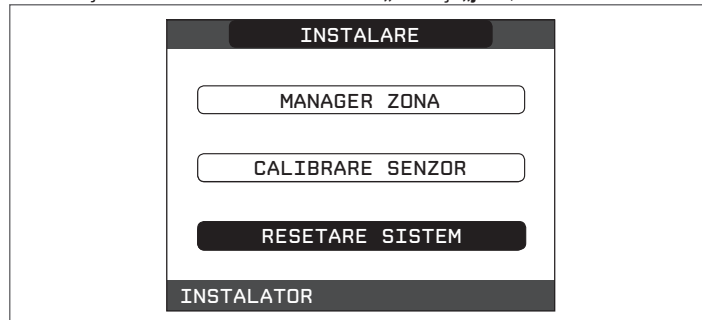 INSTALARE
MANAGER ZONA
CALIBRARE SENZOR
RESETARE SISTEM
INSTALATOR